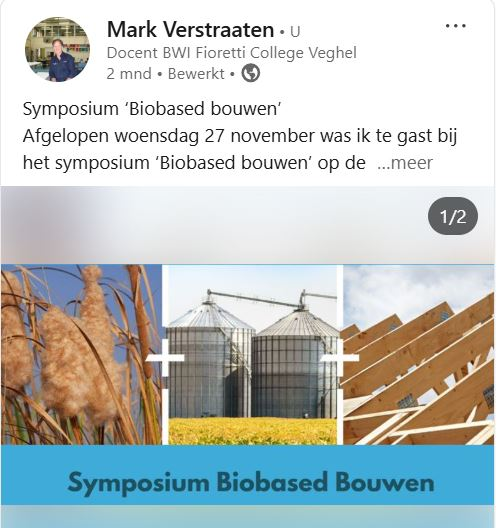 Mark Verstraaten • U
Docent BWI Fioretti College Veghel
2 mnd • Bewerkt •
Symposium ‘Biobased bouwen’
Afgelopen woensdag 27 november was ik te gast bij
het symposium ‘Biobased bouwen’ op de ...meer
1/2
Symposium Biobased Bouwen